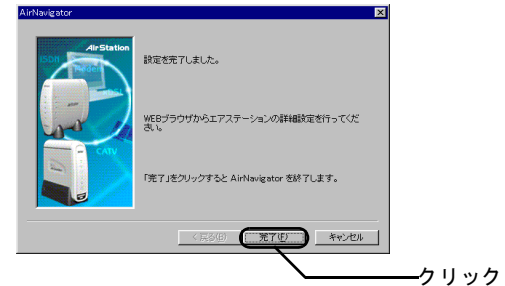 AirNavigator
AirStation
ISDN
Modem
xDSL
CATV
設定を完了しました。
WEBブラウザからエアステーションの詳細設定を行ってくだ
さい。
「完了」をクリックすると AirNavigator を終了します。
< 戻る(B)
完了(F)
キャンセル
クリック